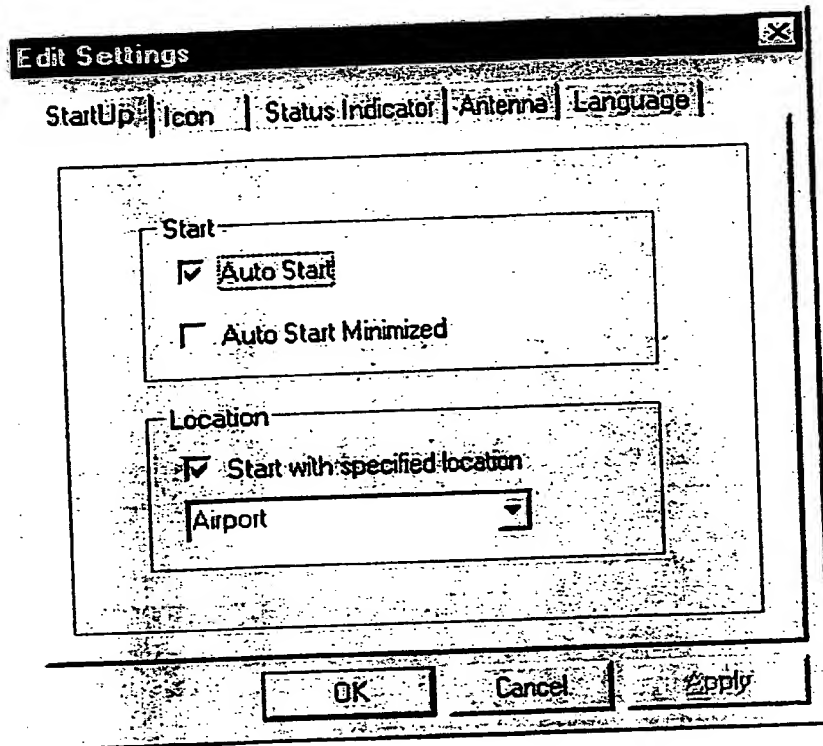 Edit Settings
StartUp Icon Status Indicator Antenna Language
Start
Auto Start
Auto Start Minimized
Location
Start with specified location
Airport
OK Cancel Apply